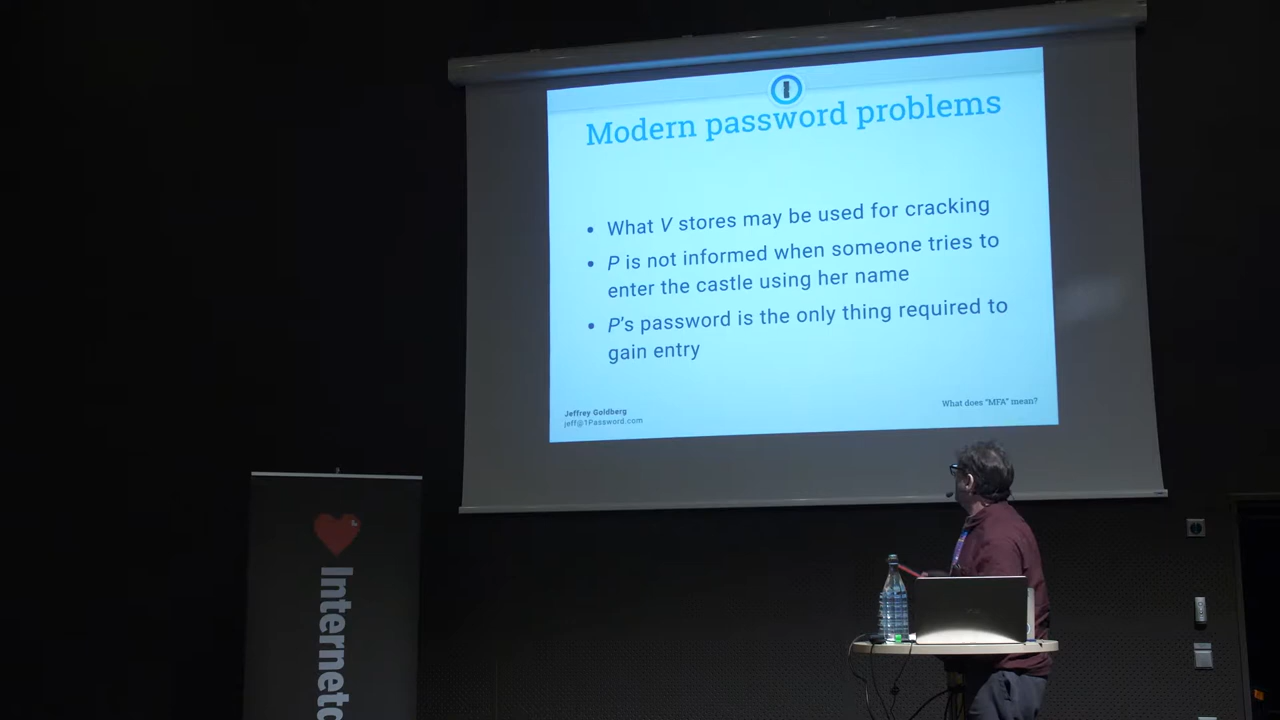 Modern password problems
• What V stores may be used for cracking
• P is not informed when someone tries to
enter the castle using her name
• P's password is the only thing required to
gain entry
Jeffrey Goldberg
jeff@1Password.com
What does "MFA" mean?